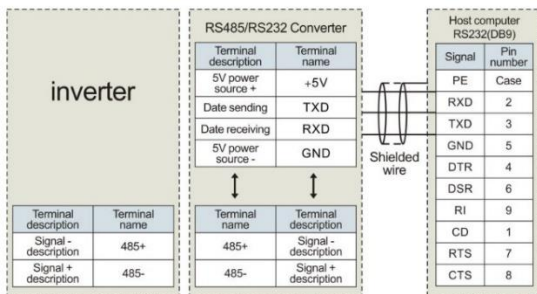 inverter
Terminal description Terminal name
Signal - description 485+
Signal + description 485-
RS485/RS232 Converter
Terminal description Terminal name
5V power source + +5V
Date sending TXD
Date receiving RXD
5V power source - GND
Terminal name Terminal description
485+ Signal - description
485- Signal + description
Shielded wire
Host computer
RS232(DB9)
Signal Pin number
PE Case
RXD 2
TXD 3
GND 5
DTR 4
DSR 6
RI 9
CD 1
RTS 7
CTS 8